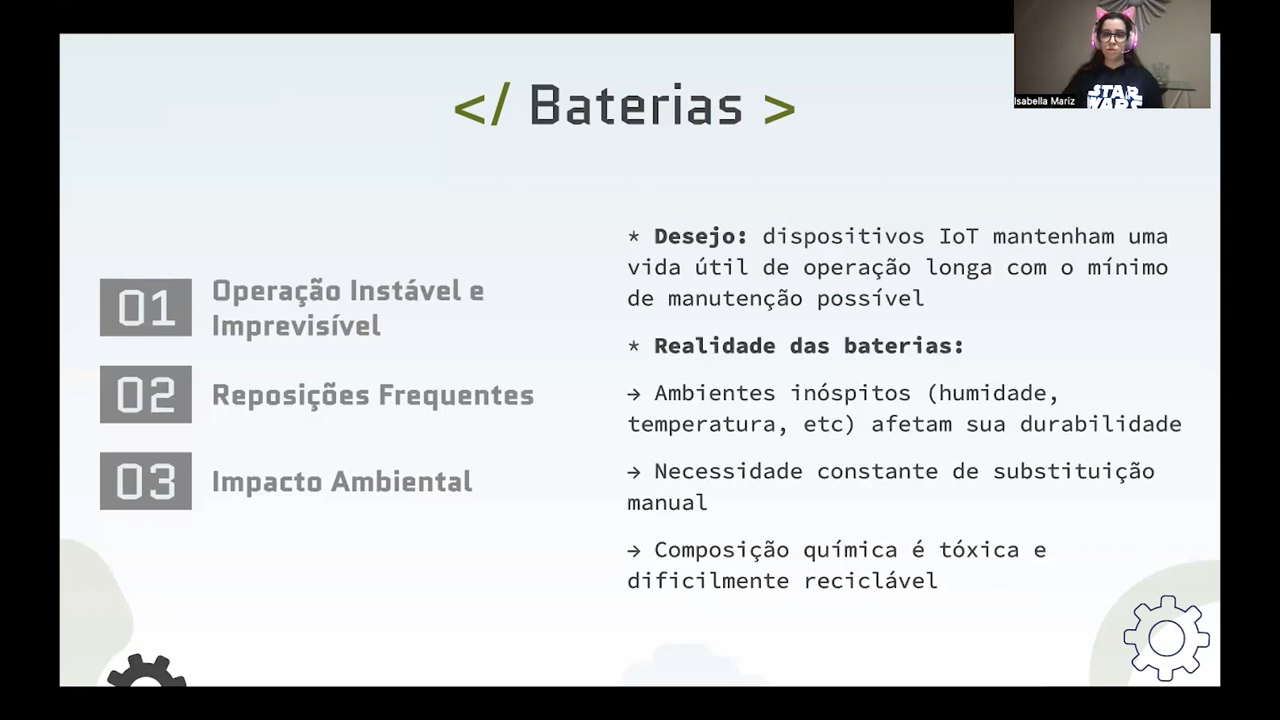 </ Baterias >
Isabella Mariz
STAR
WARS
01
Operação Instável e
Imprevisível
02
Reposições Frequentes
03
Impacto Ambiental
* Desejo: dispositivos IoT mantenham uma
vida útil de operação longa com o mínimo
de manutenção possível
* Realidade das baterias:
→ Ambientes inóspitos (humidade,
temperatura, etc) afetam sua durabilidade
→ Necessidade constante de substituição
manual
→ Composição química é tóxica e
dificilmente reciclável